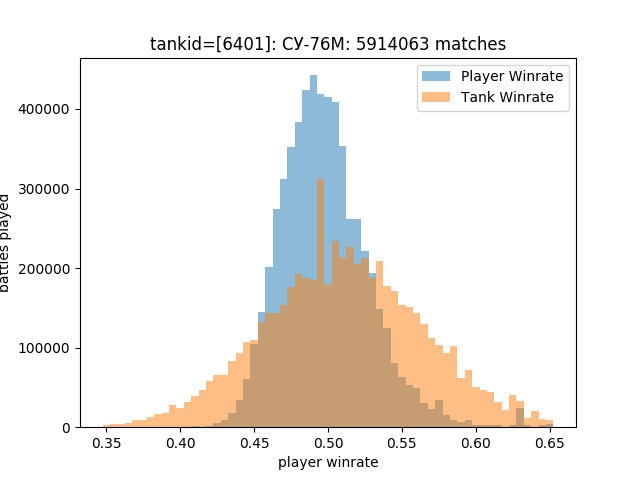 tankid=[6401]: СУ-76М: 5914063 matches
Player Winrate
Tank Winrate
battles played
400000
300000
200000
100000
0
0.35 0.40 0.45 0.50 0.55 0.60 0.65
player winrate